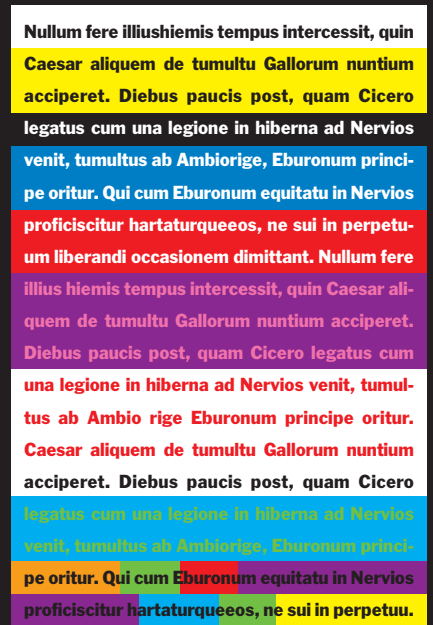 Nullum fere illiushiemis tempus intercessit, quin
Caesar aliquem de tumultu Gallorum nuntium
acciperet. Diebus paucis post, quam Cicero
legatus cum una legione in hiberna ad Nervios
venit, tumultus ab Ambiorige, Eburonum princi-
pe oritur. Qui cum Eburonum equitatu in Nervios
proficiscitur hartaturqueeos, ne sui in perpetu-
um liberandi occasionem dimittant. Nullum fere
illius hiemis tempus intercessit, quin Caesar ali-
quem de tumultu Gallorum nuntium acciperet.
Diebus paucis post, quam Cicero legatus cum
una legione in hiberna ad Nervios venit, tumul-
tus ab Ambio rige Eburonum principe oritur.
Caesar aliquem de tumultu Gallorum nuntium
acciperet. Diebus paucis post, quam Cicero
legatus cum una legione in hiberna ad Nervios
venit, tumultus ab Ambiorige, Eburonum princi-
pe oritur. Qui cum Eburonum equitatu in Nervios
proficiscitur hartaturqueeos, ne sui in perpetuu.